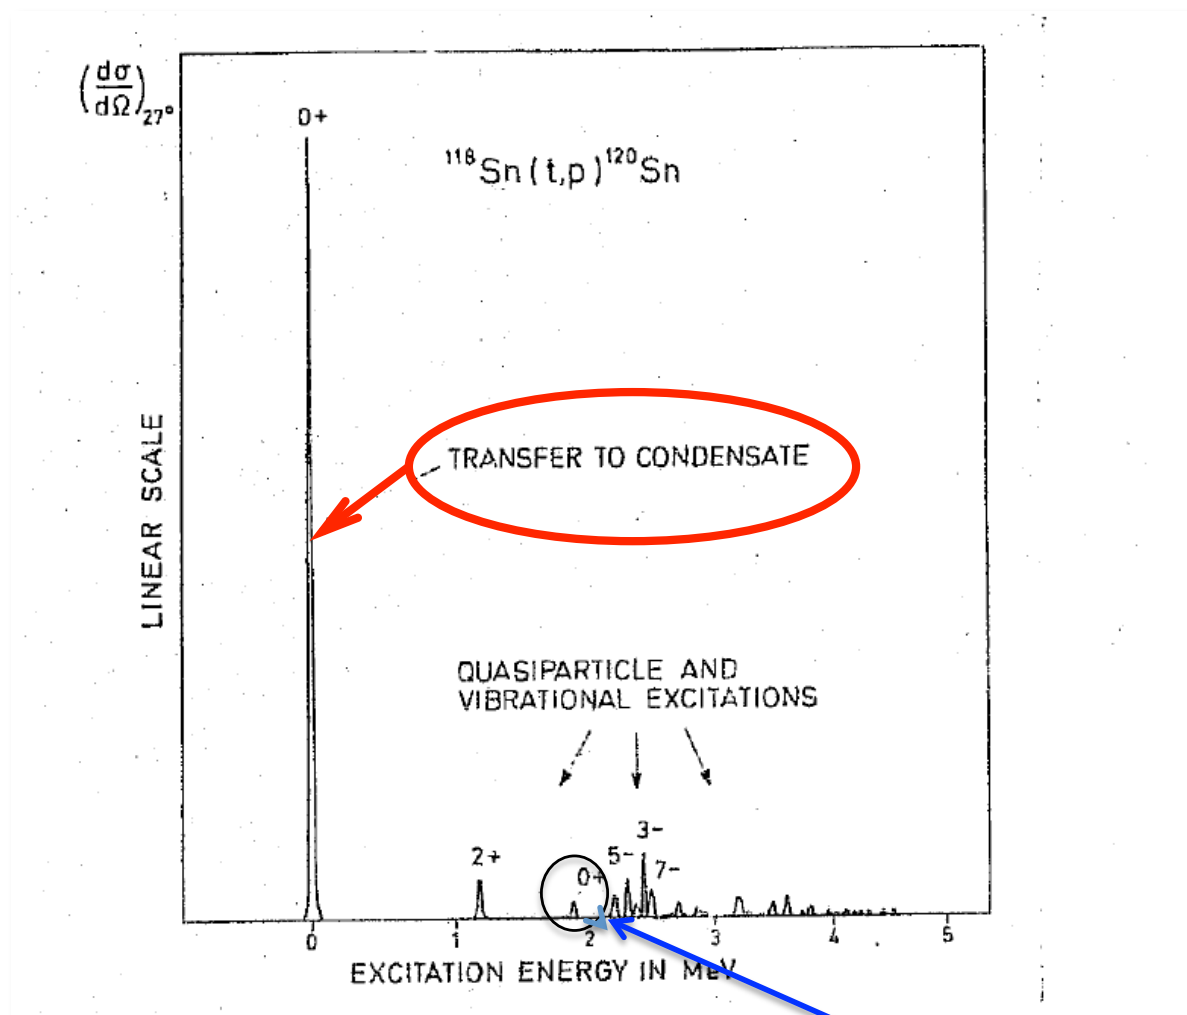 (dσ/dΩ)27°
0+
¹¹⁸Sn(t,p)¹²⁰Sn
TRANSFER TO CONDENSATE
LINEAR SCALE
QUASIPARTICLE AND
VIBRATIONAL EXCITATIONS
3-
2+
5-
7-
0+
0
1
2
3
4
5
EXCITATION ENERGY IN MeV